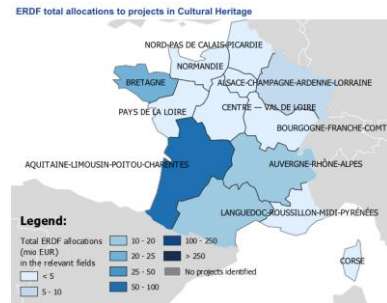 ERDF total allocations to projects in Cultural Heritage
NORD-PAS DE CALAIS-PICARDIE
NORMANDIE
BRETAGNE
ALSACE-CHAMPAGNE-ARDENNE-LORRAINE
PAYS DE LA LOIRE
CENTRE — VAL DE LOIRE
BOURGOGNE-FRANCHE-COMT
AQUITAINE-LIMOUSIN-POITOU-CHARENTES
AUVERGNE-RHÔNE-ALPES
LANGUEDOC-ROUSSILLON-MIDI-PYRÉNÉES
CORSE
Legend:
Total ERDF allocations
(mio EUR)
in the relevant fields
< 5
5 - 10
10 - 20
20 - 25
25 - 50
50 - 100
100 - 250
> 250
No projects identified